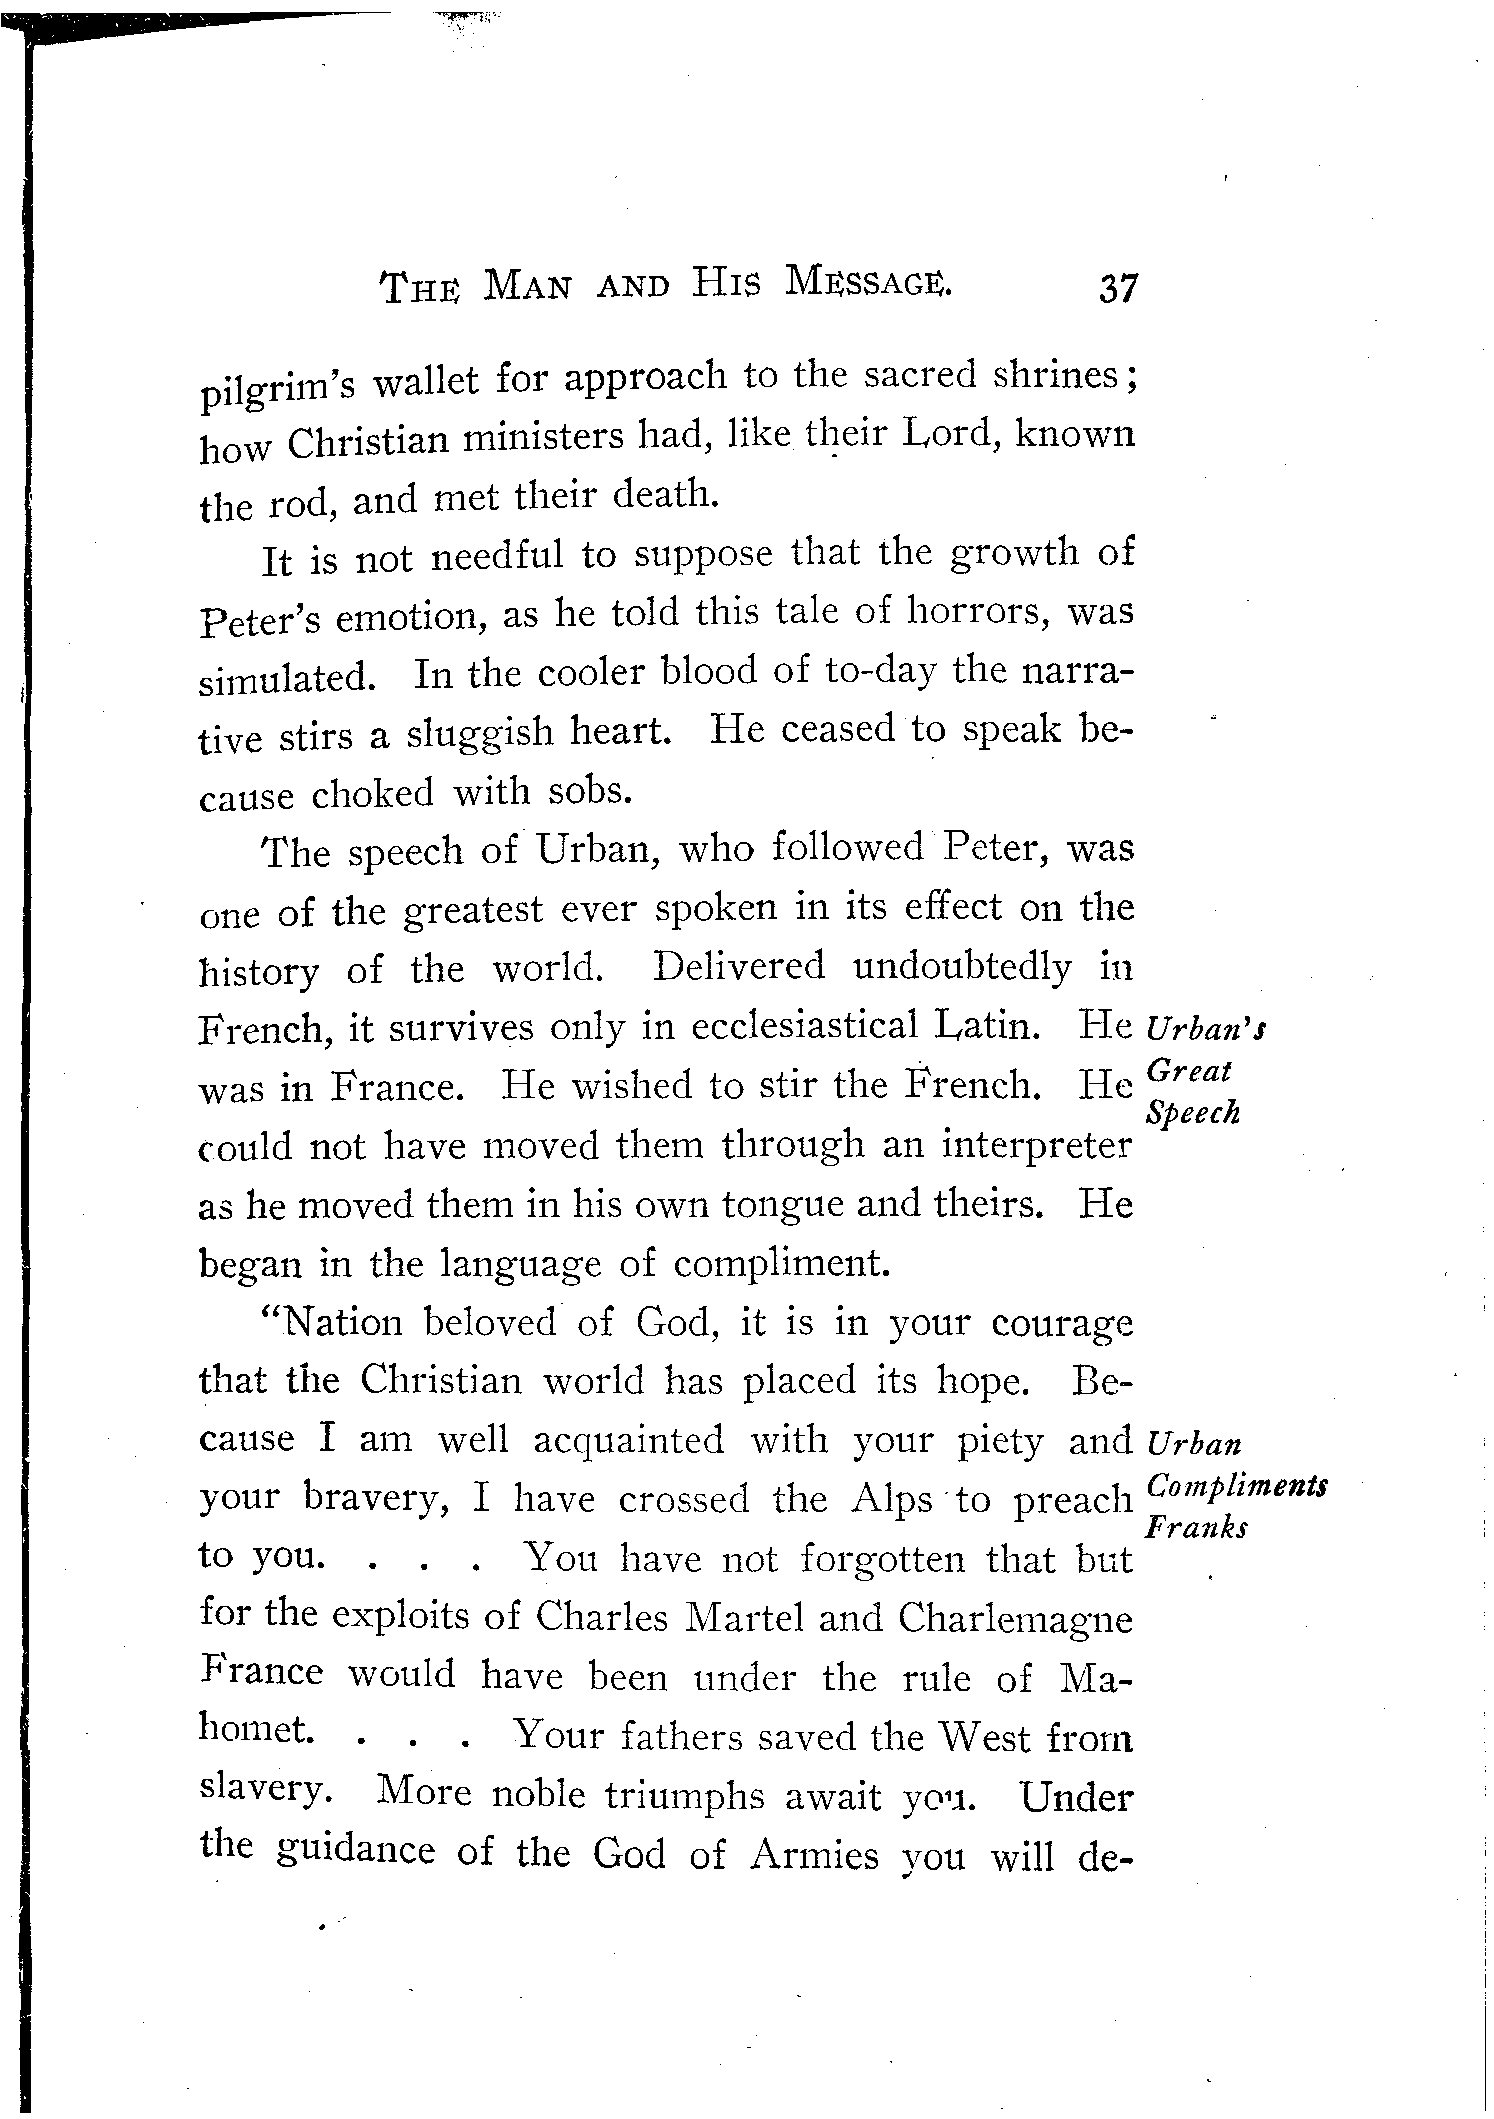 THE MAN AND HIS MESSAGE. 37
pilgrim's wallet for approach to the sacred shrines;
how Christian ministers had, like their Lord, known
the rod, and met their death.
It is not needful to suppose that the growth of
Peter's emotion, as he told this tale of horrors, was
simulated. In the cooler blood of to-day the narra-
tive stirs a sluggish heart. He ceased to speak be-
cause choked with sobs.
The speech of Urban, who followed Peter, was
one of the greatest ever spoken in its effect on the
history of the world. Delivered undoubtedly in
French, it survives only in ecclesiastical Latin. He
was in France. He wished to stir the French. He
could not have moved them through an interpreter
as he moved them in his own tongue and theirs. He
began in the language of compliment.
Urban's
Great
Speech
"Nation beloved of God, it is in your courage
that the Christian world has placed its hope. Be-
cause I am well acquainted with your piety and
your bravery, I have crossed the Alps to preach
to you. . . . You have not forgotten that but
for the exploits of Charles Martel and Charlemagne
France would have been under the rule of Ma-
homet. . . . Your fathers saved the West from
slavery. More noble triumphs await you. Under
the guidance of the God of Armies you will de-
Urban
Compliments
Franks